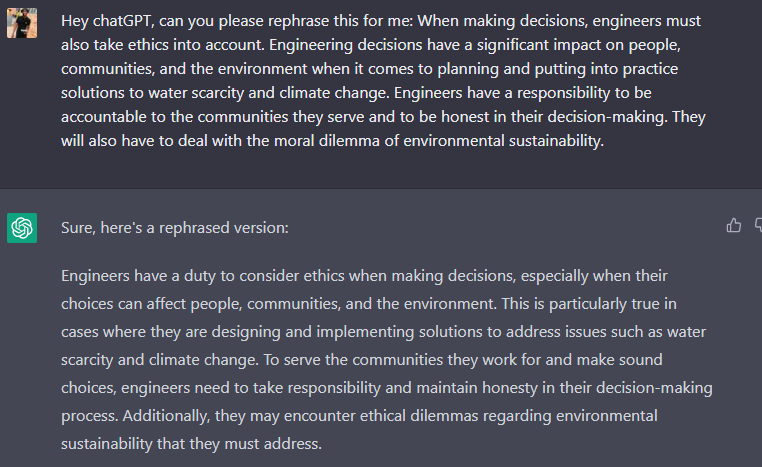 Hey chatGPT, can you please rephrase this for me: When making decisions, engineers must
also take ethics into account. Engineering decisions have a significant impact on people,
communities, and the environment when it comes to planning and putting into practice
solutions to water scarcity and climate change. Engineers have a responsibility to be
accountable to the communities they serve and to be honest in their decision-making. They
will also have to deal with the moral dilemma of environmental sustainability.
Sure, here's a rephrased version:
Engineers have a duty to consider ethics when making decisions, especially when their
choices can affect people, communities, and the environment. This is particularly true in
cases where they are designing and implementing solutions to address issues such as water
scarcity and climate change. To serve the communities they work for and make sound
choices, engineers need to take responsibility and maintain honesty in their decision-making
process. Additionally, they may encounter ethical dilemmas regarding environmental
sustainability that they must address.